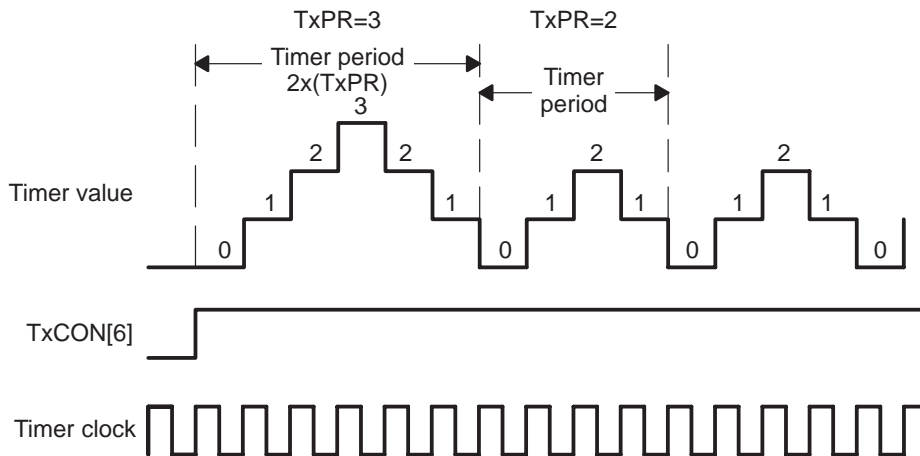 TxPR=3
TxPR=2
Timer period
2x(TxPR)
Timer
period
3
2
2
2
2
Timer value
1
1
1
1
1
1
0
0
0
0
TxCON[6]
Timer clock